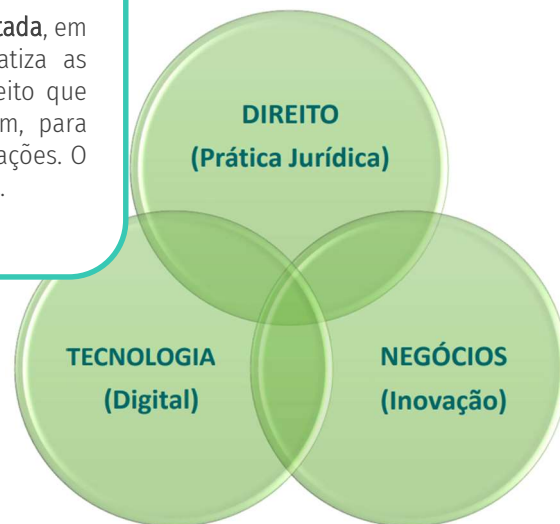 tada, em
atiza as
eito que
m, para
ações. O
.
DIREITO
(Prática Jurídica)
TECNOLOGIA
(Digital)
NEGÓCIOS
(Inovação)